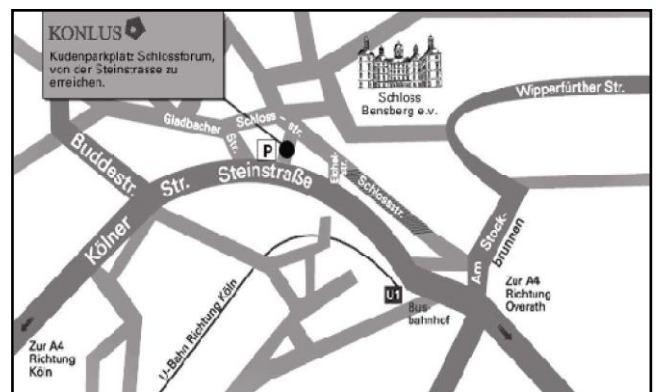 KONLUS
Kudenparkplatz Schlossforum,
von der Steinstrasse zu
erreichen.
Schloss
Bensberg e.v.
Wipperfürther Str.
Gladbacher
Str.
Schloss-
str.
P
Buddestr.
Kölner
Str.
Steinstraße
Eichel-
str.
Schlossstr.
Am Stock-
brunnen
U1
Bus-
bahnhof
U-Bahn Richtung Köln
Zur A4
Richtung
Overath
Zur A4
Richtung
Köln